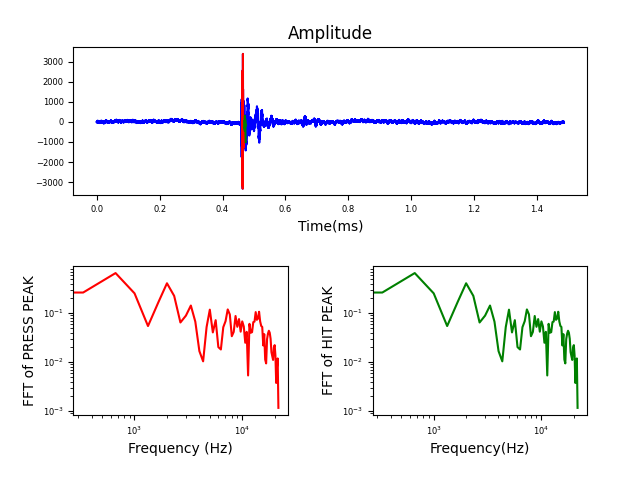 Amplitude
3000
2000
1000
0
−1000
−2000
−3000
0.0 0.2 0.4 0.6 0.8 1.0 1.2 1.4
Time(ms)
FFT of PRESS PEAK
10⁻¹
10⁻²
10⁻³
10³ 10⁴
Frequency (Hz)
FFT of HIT PEAK
10⁻¹
10⁻²
10⁻³
10³ 10⁴
Frequency(Hz)